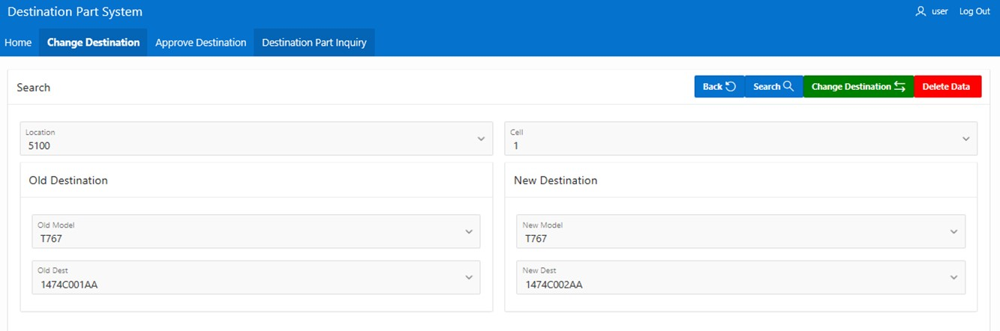 Destination Part System
user Log Out
Home Change Destination Approve Destination Destination Part Inquiry
Search Back Search Change Destination Delete Data
Location
5100
Cell
1
Old Destination
Old Model
T767
Old Dest
1474C001AA
New Destination
New Model
T767
New Dest
1474C002AA